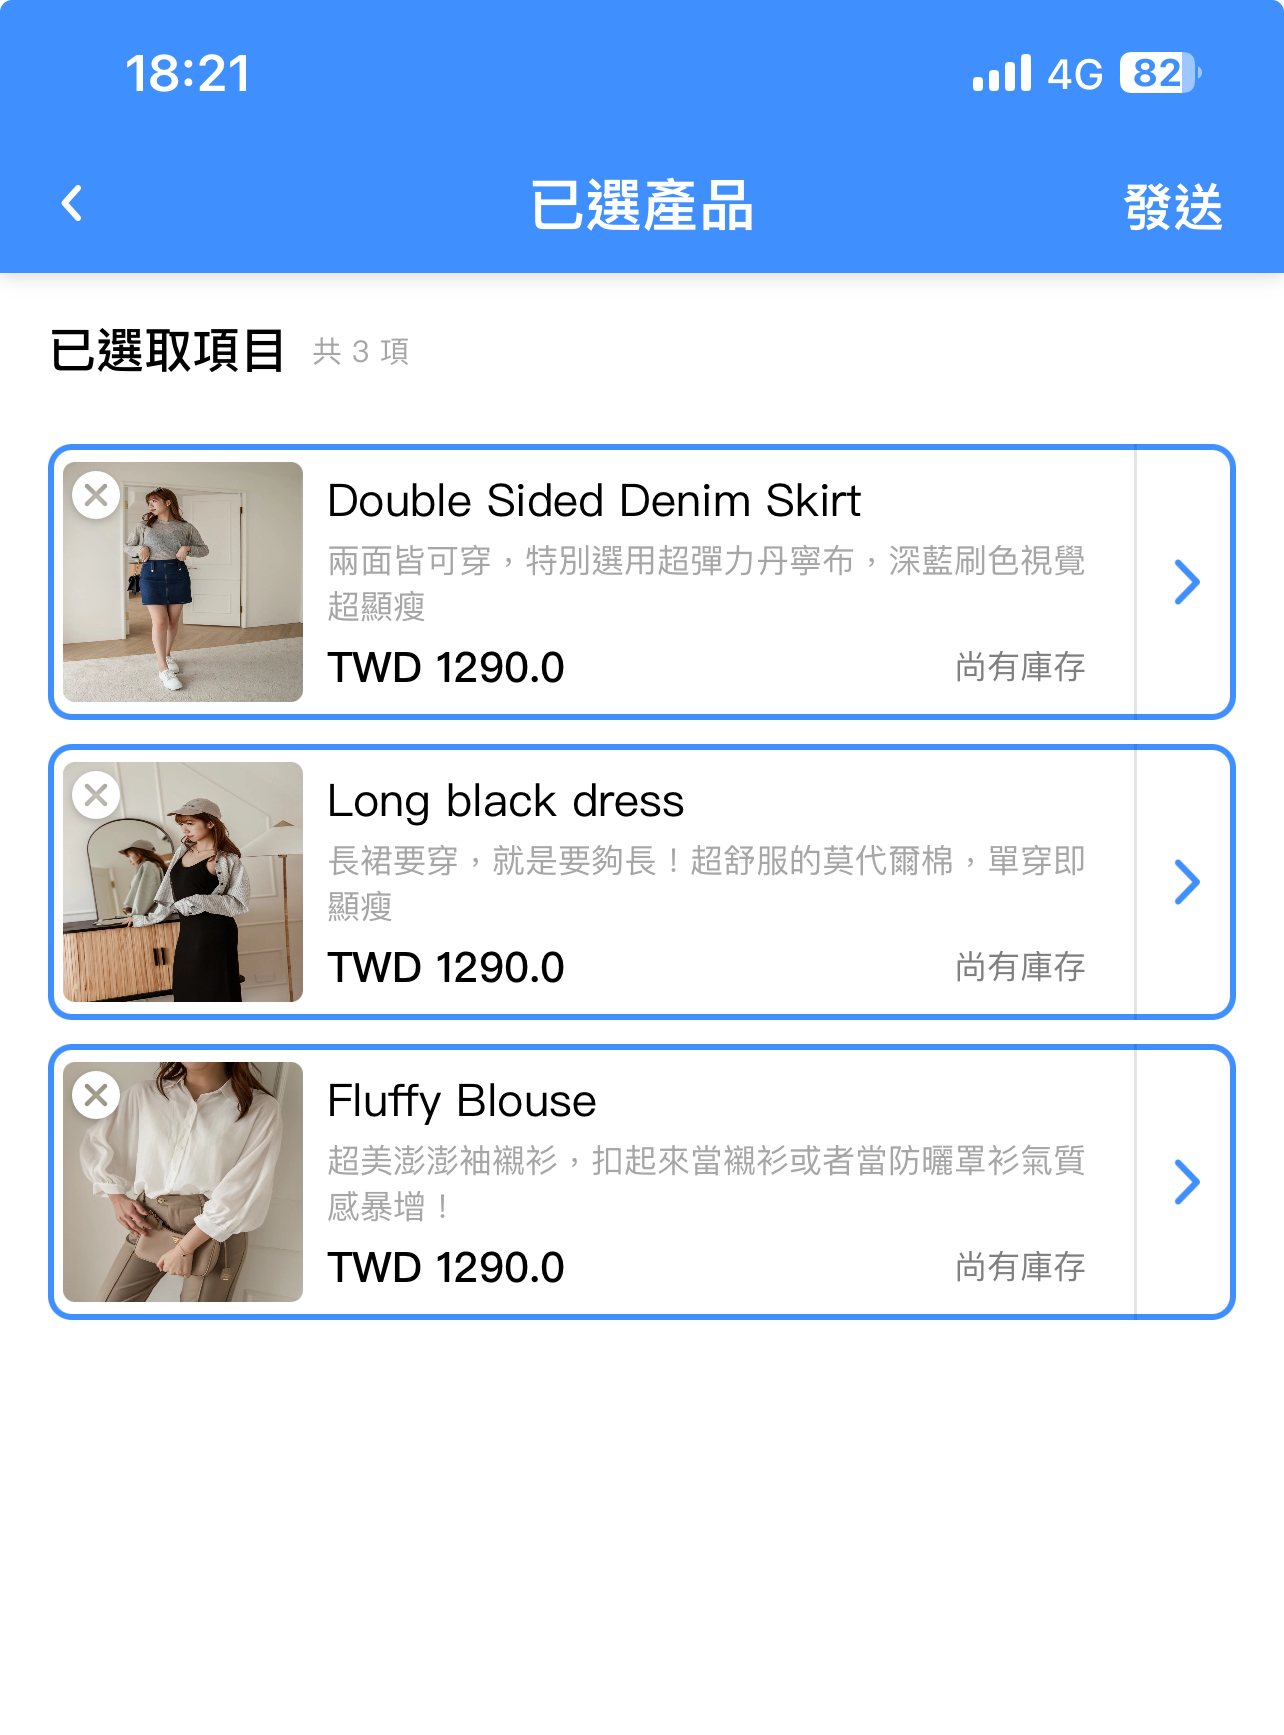 18:21 4G 82
已選產品 發送
已選取項目 共 3 項
Double Sided Denim Skirt
兩面皆可穿，特別選用超彈力丹寧布，深藍刷色視覺
超顯瘦
TWD 1290.0 尚有庫存
Long black dress
長裙要穿，就是要夠長！超舒服的莫代爾棉，單穿即
顯瘦
TWD 1290.0 尚有庫存
Fluffy Blouse
超美澎澎袖襯衫，扣起來當襯衫或者當防曬罩衫氣質
感暴增！
TWD 1290.0 尚有庫存